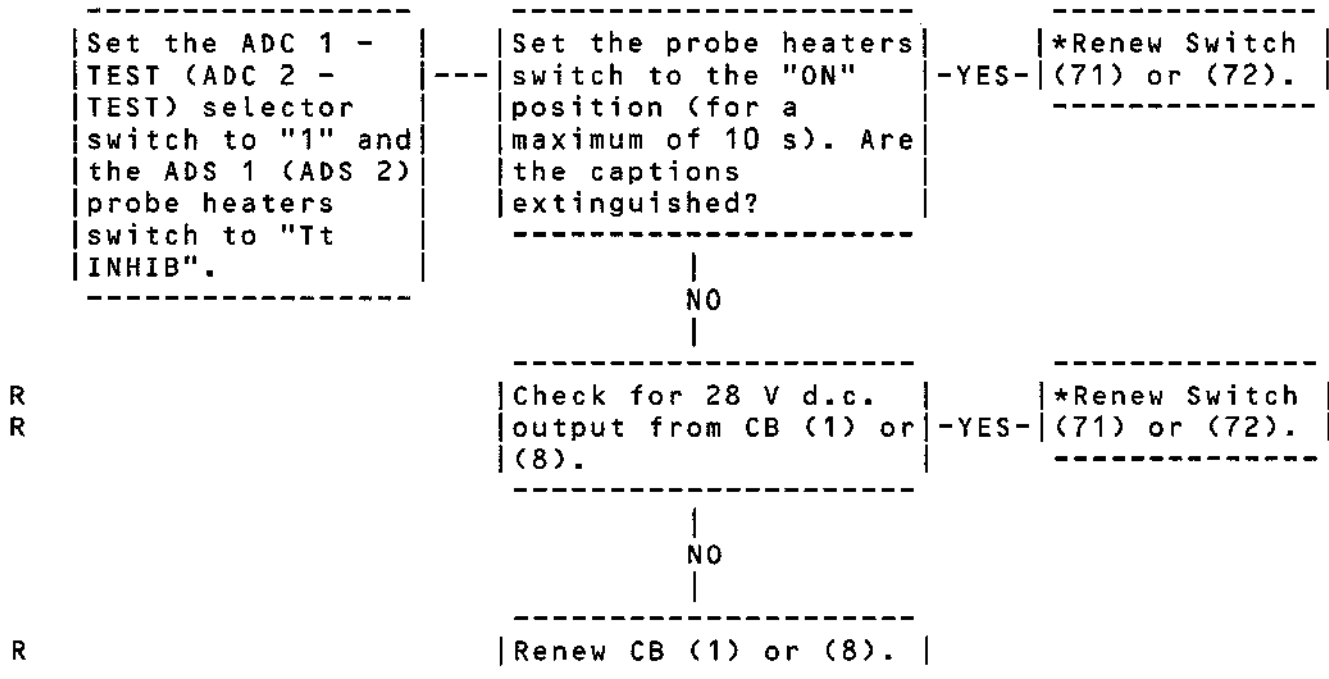 Set the ADC 1 -
TEST (ADC 2 -
TEST) selector
switch to "1" and
the ADS 1 (ADS 2)
probe heaters
switch to "Tt
INHIB".
Set the probe heaters
switch to the "ON"
position (for a
maximum of 10 s). Are
the captions
extinguished?
-YES-
*Renew Switch
(71) or (72).
NO
R
R
Check for 28 V d.c.
output from CB (1) or
(8).
-YES-
*Renew Switch
(71) or (72).
NO
R
Renew CB (1) or (8).